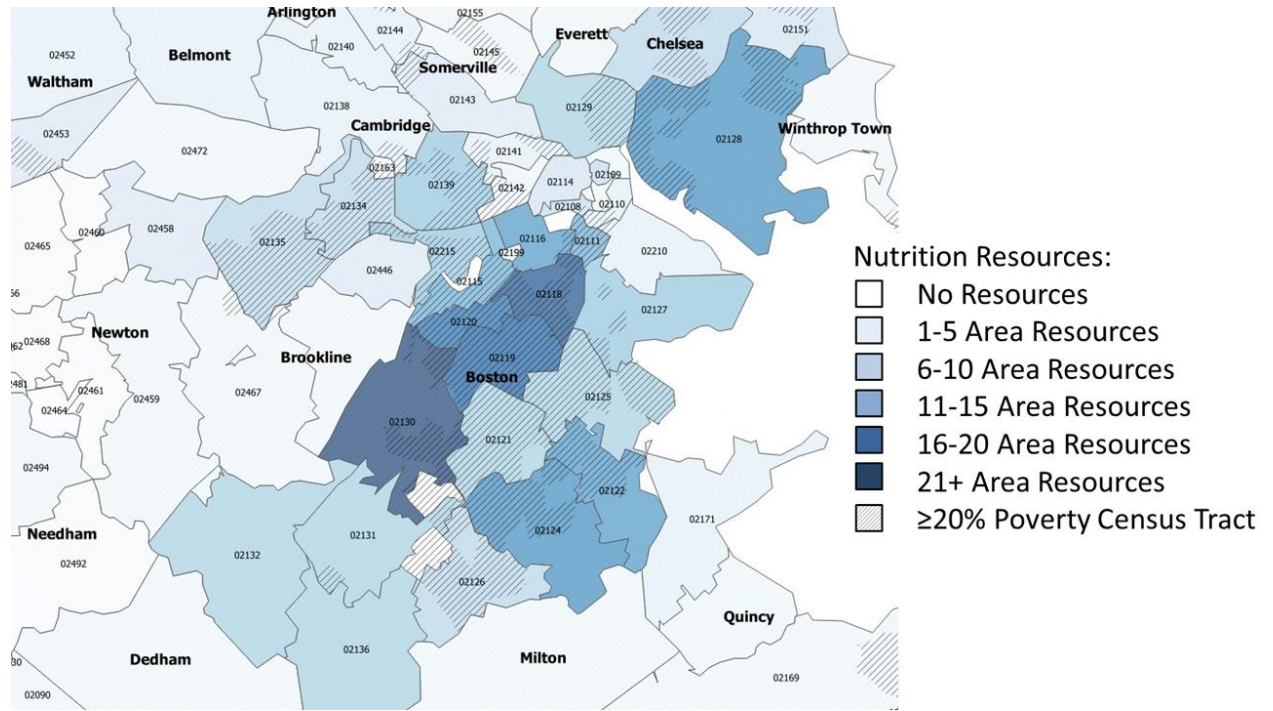 Arlington
02155
02144
Everett
02151
Chelsea
02140
02145
02452
Belmont
Somerville
Waltham
02143
02138
02129
02453
Cambridge
Winthrop Town
02128
02141
02472
02163
02139
02114
02109
02142
02134
02108
02110
02458
02460
02135
02116
02111
02465
02215
02199
02210
02446
02115
66
02118
02127
02120
Newton
02468
62
Brookline
02119
Boston
02481
02461
02467
02459
02125
02464
02130
02121
02494
02122
02171
02124
Needham
02131
02132
02492
02126
Quincy
02136
Dedham
Milton
30
02169
02090
Nutrition Resources:
No Resources
1-5 Area Resources
6-10 Area Resources
11-15 Area Resources
16-20 Area Resources
21+ Area Resources
≥20% Poverty Census Tract